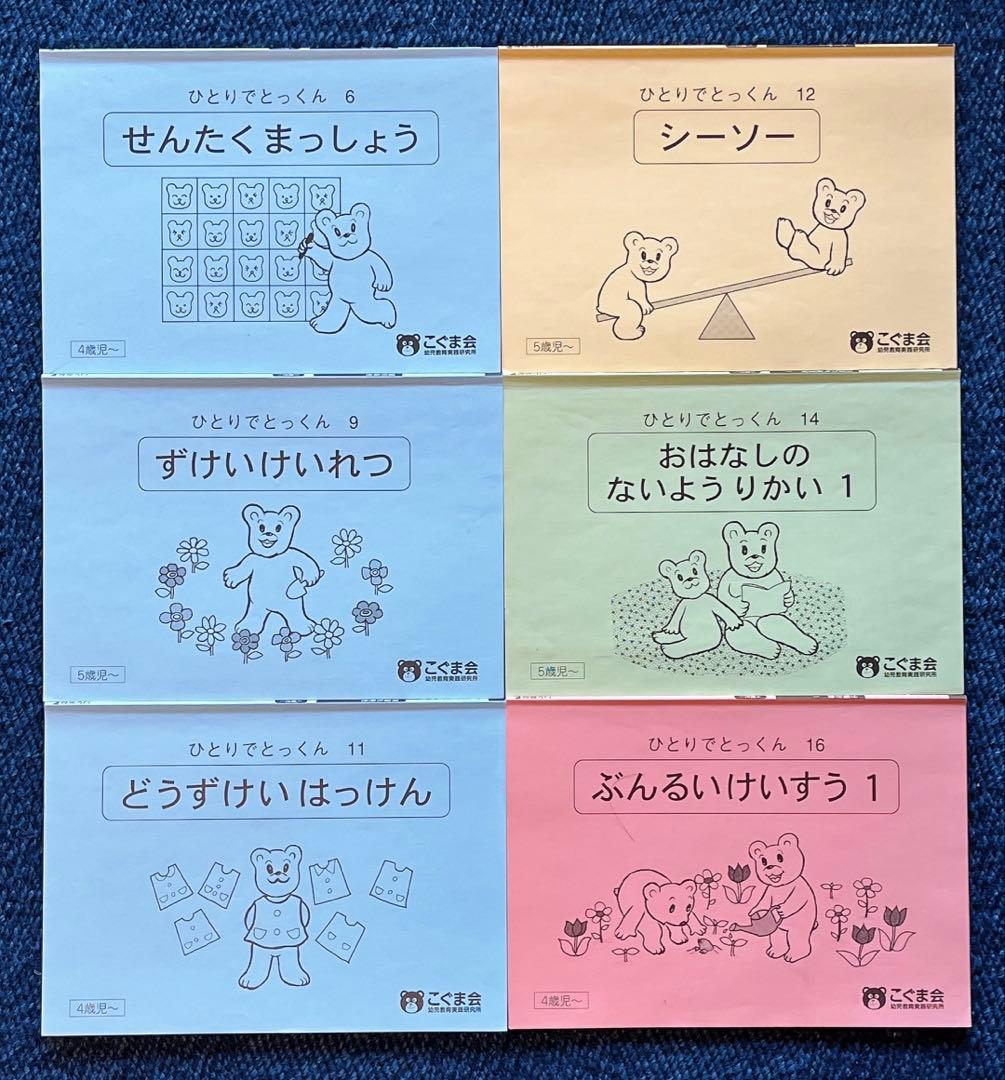 ひとりでとっくん 6
せんたくまっしょう
4歳児〜
こぐま会
幼児教育実践研究所
ひとりでとっくん 12
シーソー
5歳児〜
こぐま会
幼児教育実践研究所
ひとりでとっくん 9
ずけいけいれつ
5歳児〜
こぐま会
幼児教育実践研究所
ひとりでとっくん 14
おはなしの
ないようりかい 1
5歳児〜
こぐま会
幼児教育実践研究所
ひとりでとっくん 11
どうずけいはっけん
4歳児〜
こぐま会
幼児教育実践研究所
ひとりでとっくん 16
ぶんるいけいすう 1
4歳児〜
こぐま会
幼児教育実践研究所